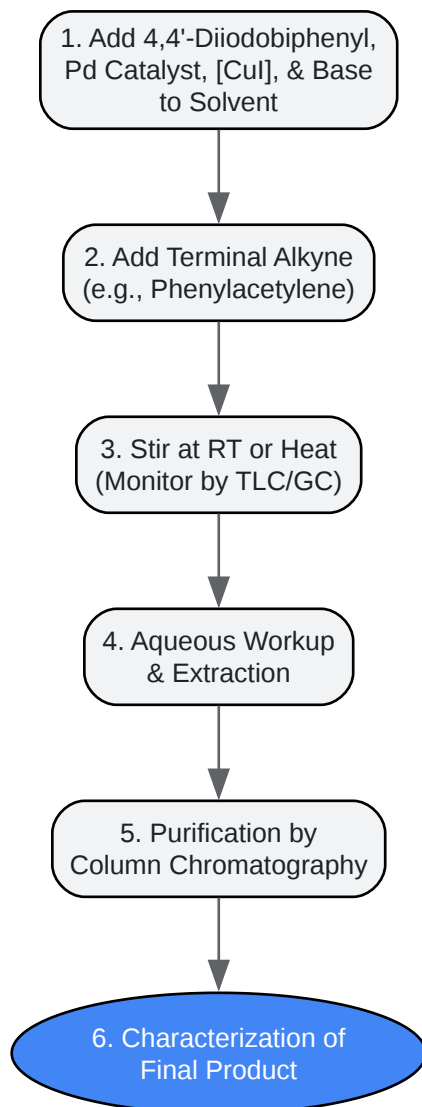 1. Add 4,4'-Diiodobiphenyl,
Pd Catalyst, [CuI], & Base
to Solvent
2. Add Terminal Alkyne
(e.g., Phenylacetylene)
3. Stir at RT or Heat
(Monitor by TLC/GC)
4. Aqueous Workup
& Extraction
5. Purification by
Column Chromatography
6. Characterization of
Final Product